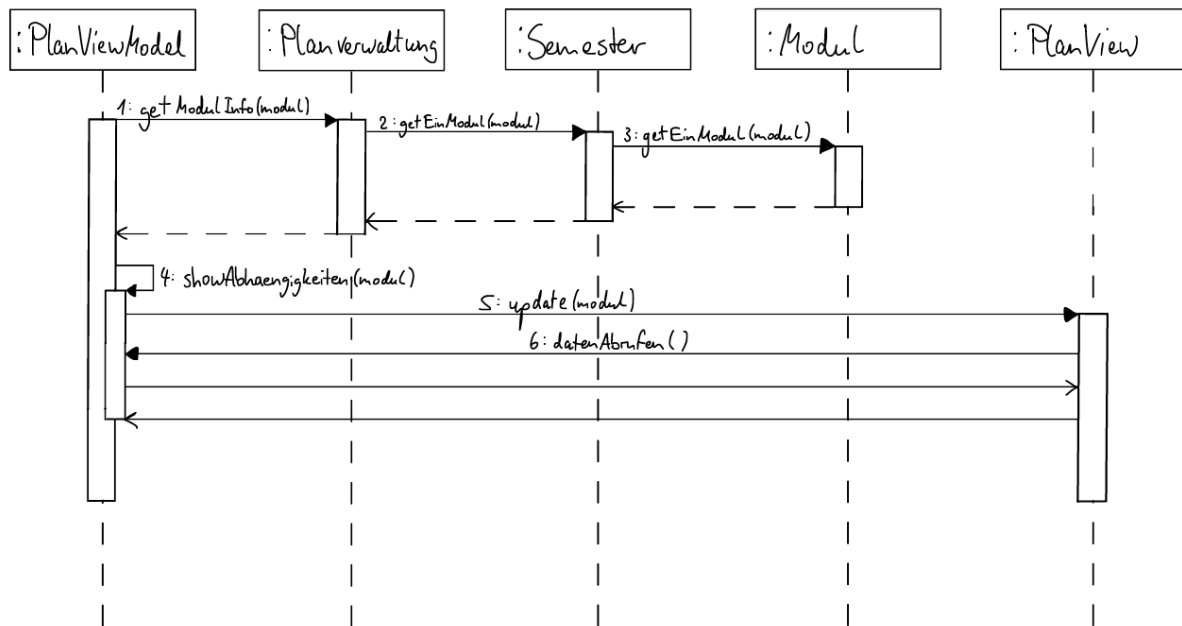 :PlanViewModel
:Planverwaltung
:Semester
:Modul
:PlanView
1: getModulInfo(modul)
2: getEinModul(modul)
3: getEinModul(modul)
4: showAbhaengigkeiten(modul)
5: update(modul)
6: datenAbrufen()